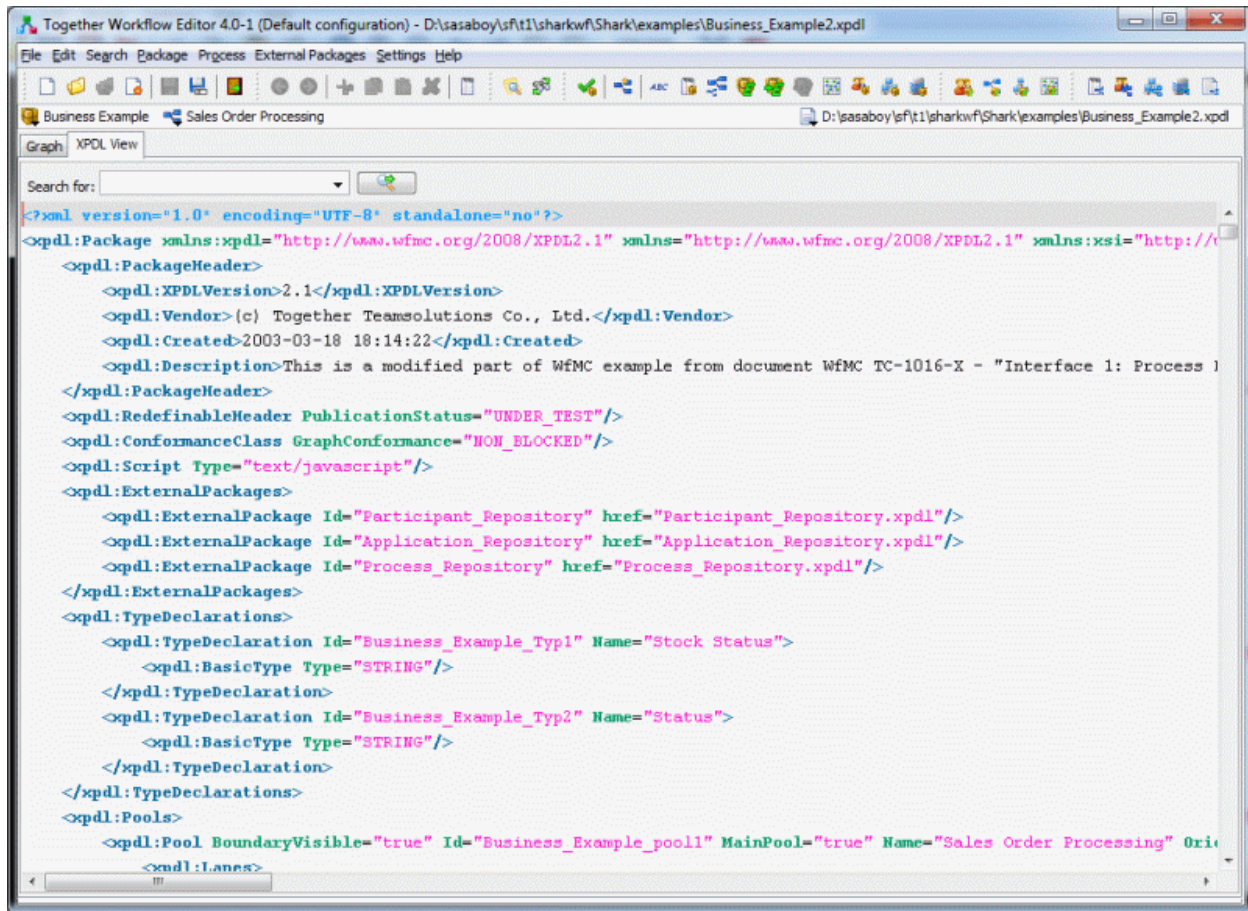 Together Workflow Editor 4.0-1 (Default configuration) - D:\sasaboy\sf\t1\sharkwf\Shark\examples\Business_Example2.xpdl
File Edit Search Package Process External Packages Settings Help
ABC
Business Example Sales Order Processing D:\sasaboy\sf\t1\sharkwf\Shark\examples\Business_Example2.xpdl
Graph XPDL View
Search for:
<?xml version="1.0" encoding="UTF-8" standalone="no"?>
<xpdl:Package xmlns:xpdl="http://www.wfmc.org/2008/XPDL2.1" xmlns="http://www.wfmc.org/2008/XPDL2.1" xmlns:xsi="http://
<xpdl:PackageHeader>
<xpdl:XPDLVersion>2.1</xpdl:XPDLVersion>
<xpdl:Vendor>(c) Together Teamsolutions Co., Ltd.</xpdl:Vendor>
<xpdl:Created>2003-03-18 18:14:22</xpdl:Created>
<xpdl:Description>This is a modified part of WfMC example from document WfMC TC-1016-X - "Interface 1: Process
</xpdl:PackageHeader>
<xpdl:RedefinableHeader PublicationStatus="UNDER_TEST"/>
<xpdl:ConformanceClass GraphConformance="NON_BLOCKED"/>
<xpdl:Script Type="text/javascript"/>
<xpdl:ExternalPackages>
<xpdl:ExternalPackage Id="Participant_Repository" href="Participant_Repository.xpdl"/>
<xpdl:ExternalPackage Id="Application_Repository" href="Application_Repository.xpdl"/>
<xpdl:ExternalPackage Id="Process_Repository" href="Process_Repository.xpdl"/>
</xpdl:ExternalPackages>
<xpdl:TypeDeclarations>
<xpdl:TypeDeclaration Id="Business_Example_Typ1" Name="Stock Status">
<xpdl:BasicType Type="STRING"/>
</xpdl:TypeDeclaration>
<xpdl:TypeDeclaration Id="Business_Example_Typ2" Name="Status">
<xpdl:BasicType Type="STRING"/>
</xpdl:TypeDeclaration>
</xpdl:TypeDeclarations>
<xpdl:Pools>
<xpdl:Pool BoundaryVisible="true" Id="Business_Example_pool1" MainPool="true" Name="Sales Order Processing" Orie
<xpdl:Lanes>